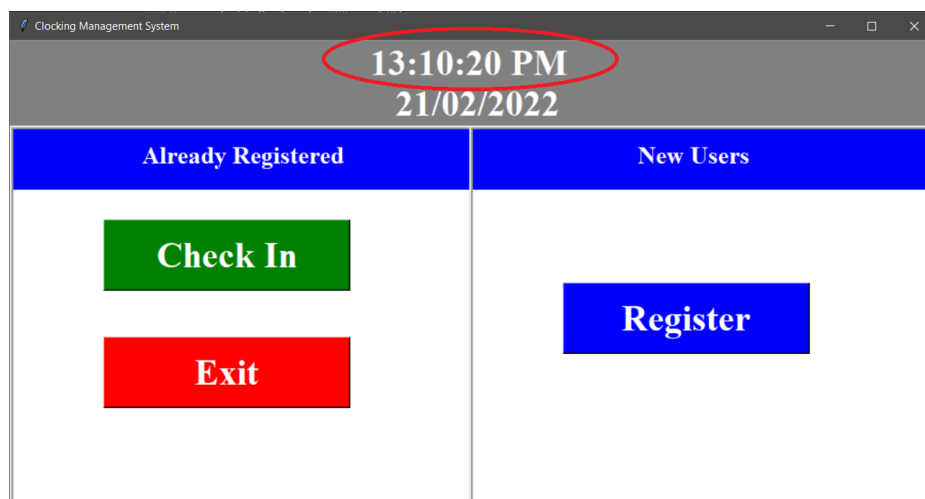 Clocking Management System
13:10:20 PM
21/02/2022
Already Registered
New Users
Check In
Register
Exit